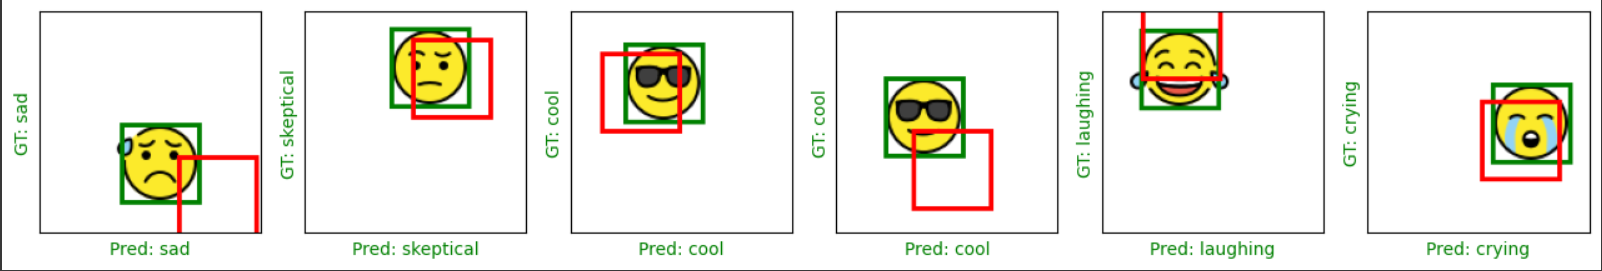 GT: sad
Pred: sad
GT: skeptical
Pred: skeptical
GT: cool
Pred: cool
GT: cool
Pred: cool
GT: laughing
Pred: laughing
GT: crying
Pred: crying